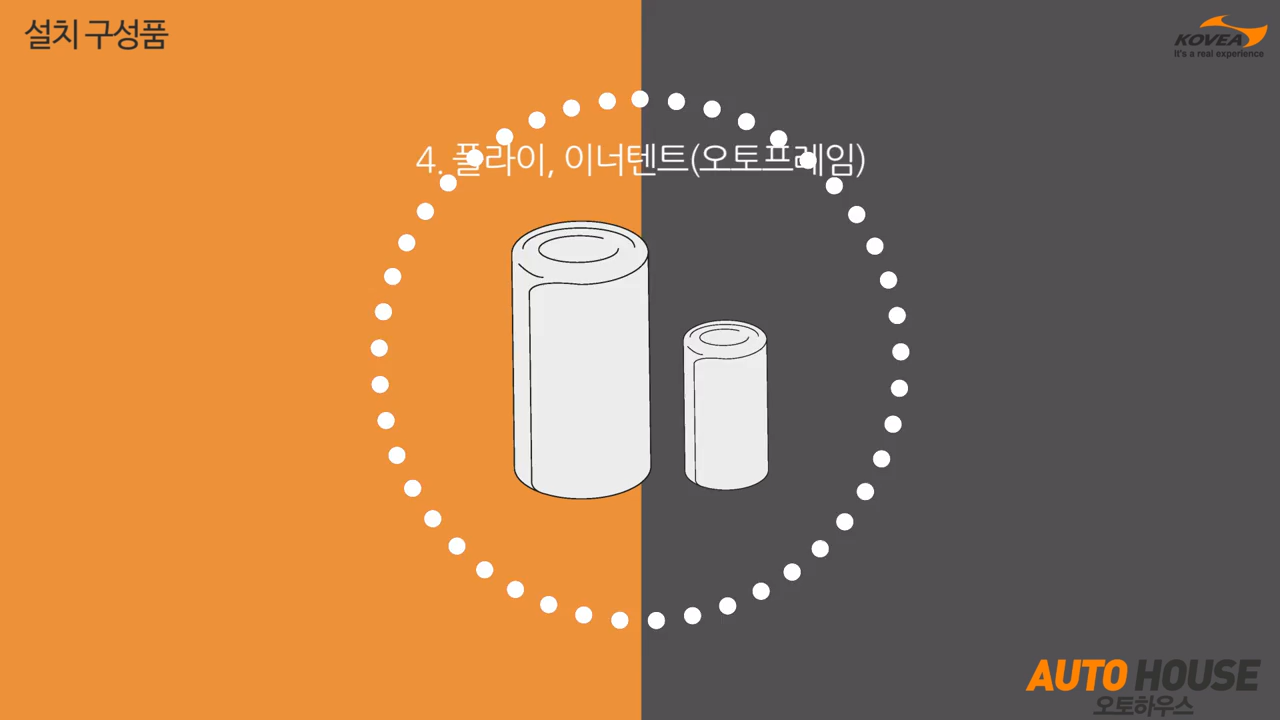 설치 구성품
KOVEA
It's a real experience
4. 플라이, 이너텐트(오토프레임)
AUTO HOUSE
오토하우스